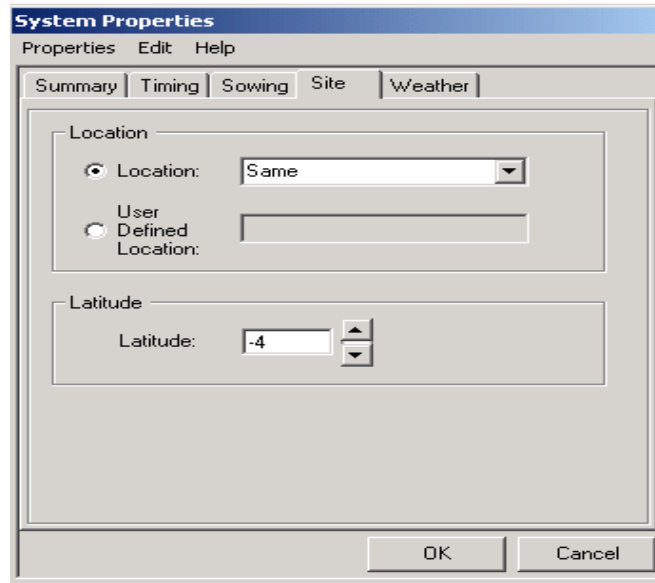 System Properties
Properties Edit Help
Summary Timing Sowing Site Weather
Location
Location: Same
User
Defined
Location:
Latitude
Latitude: -4
OK Cancel